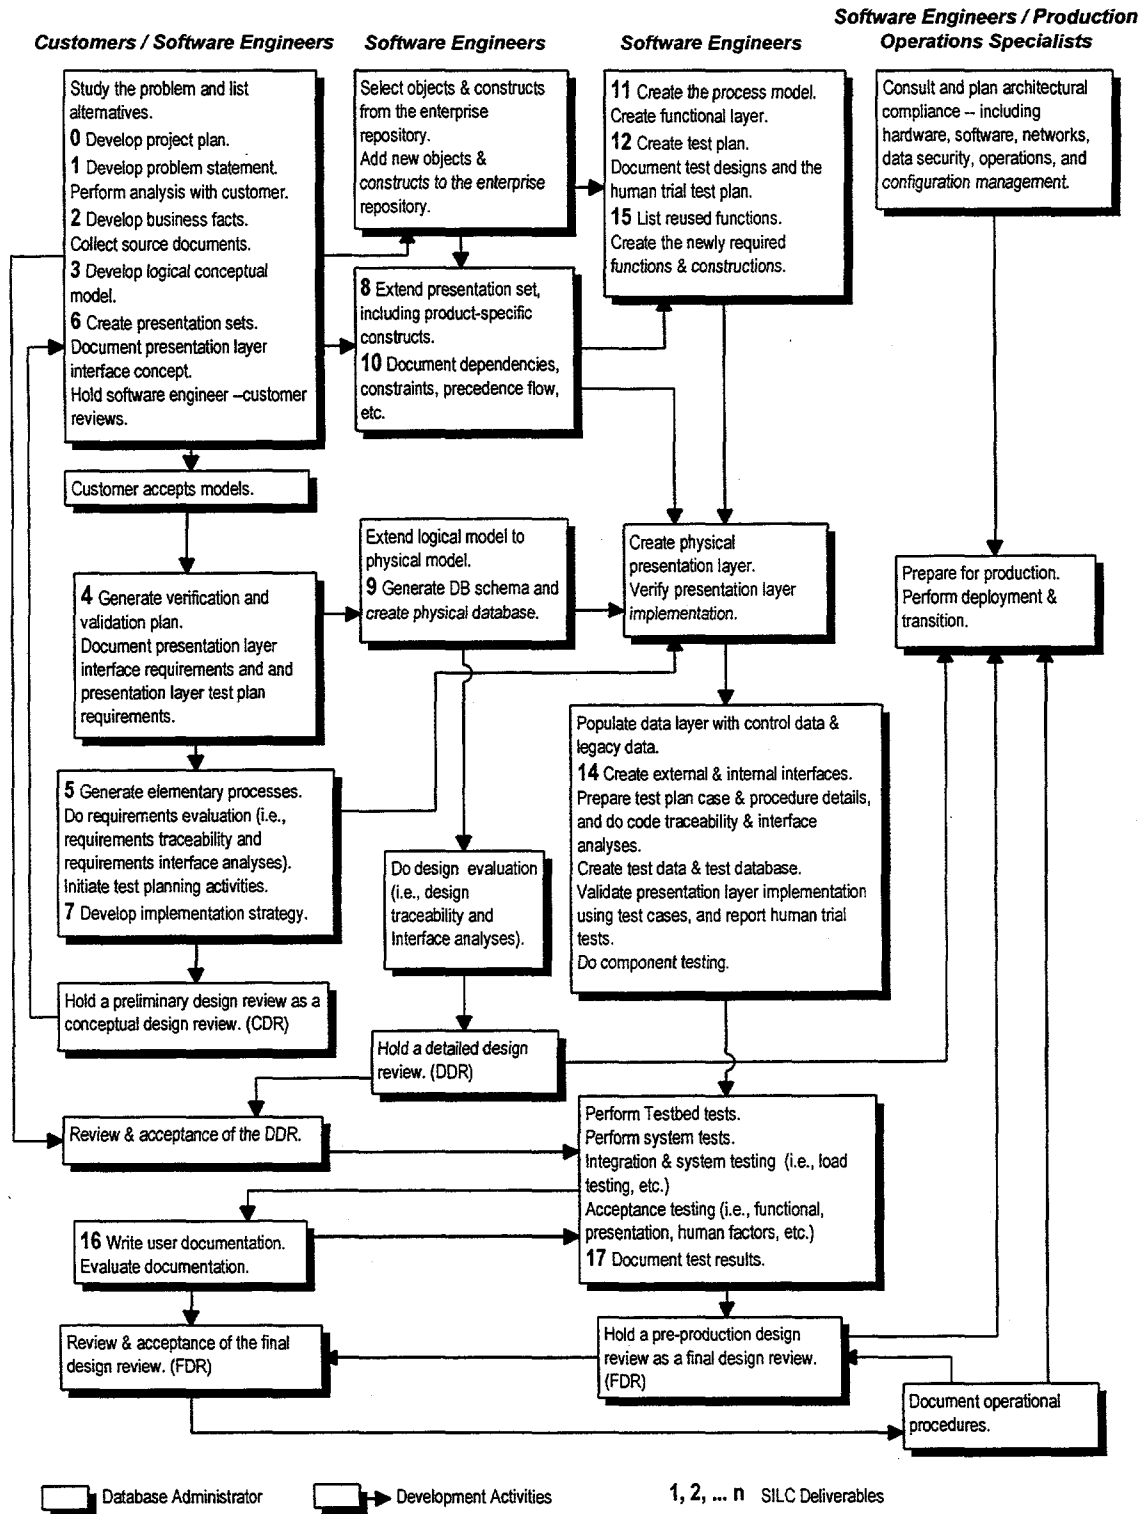 Customers / Software Engineers
Software Engineers
Software Engineers
Software Engineers / Production
Operations Specialists
Study the problem and list
alternatives.
0 Develop project plan.
1 Develop problem statement.
Perform analysis with customer.
2 Develop business facts.
Collect source documents.
3 Develop logical conceptual
model.
6 Create presentation sets.
Document presentation layer
interface concept.
Hold software engineer –customer
reviews.
Select objects & constructs
from the enterprise
repository.
Add new objects &
constructs to the enterprise
repository.
11 Create the process model.
Create functional layer.
12 Create test plan.
Document test designs and the
human trial test plan.
15 List reused functions.
Create the newly required
functions & constructions.
Consult and plan architectural
compliance -- including
hardware, software, networks,
data security, operations, and
configuration management.
8 Extend presentation set,
including product-specific
constructs.
10 Document dependencies,
constraints, precedence flow,
etc.
Customer accepts models.
Extend logical model to
physical model.
9 Generate DB schema and
create physical database.
Create physical
presentation layer.
Verify presentation layer
implementation.
Prepare for production.
Perform deployment &
transition.
4 Generate verification and
validation plan.
Document presentation layer
interface requirements and and
presentation layer test plan
requirements.
Populate data layer with control data &
legacy data.
14 Create external & internal interfaces.
Prepare test plan case & procedure details,
and do code traceability & interface
analyses.
Create test data & test database.
Validate presentation layer implementation
using test cases, and report human trial
tests.
Do component testing.
5 Generate elementary processes.
Do requirements evaluation (i.e.,
requirements traceability and
requirements interface analyses).
Initiate test planning activities.
7 Develop implementation strategy.
Do design evaluation
(i.e., design
traceability and
Interface analyses).
Hold a preliminary design review as a
conceptual design review. (CDR)
Hold a detailed design
review. (DDR)
Review & acceptance of the DDR.
Perform Testbed tests.
Perform system tests.
Integration & system testing (i.e., load
testing, etc.)
Acceptance testing (i.e., functional,
presentation, human factors, etc.)
17 Document test results.
16 Write user documentation.
Evaluate documentation.
Review & acceptance of the final
design review. (FDR)
Hold a pre-production design
review as a final design review.
(FDR)
Document operational
procedures.
Database Administrator
Development Activities
1, 2, ... n SILC Deliverables